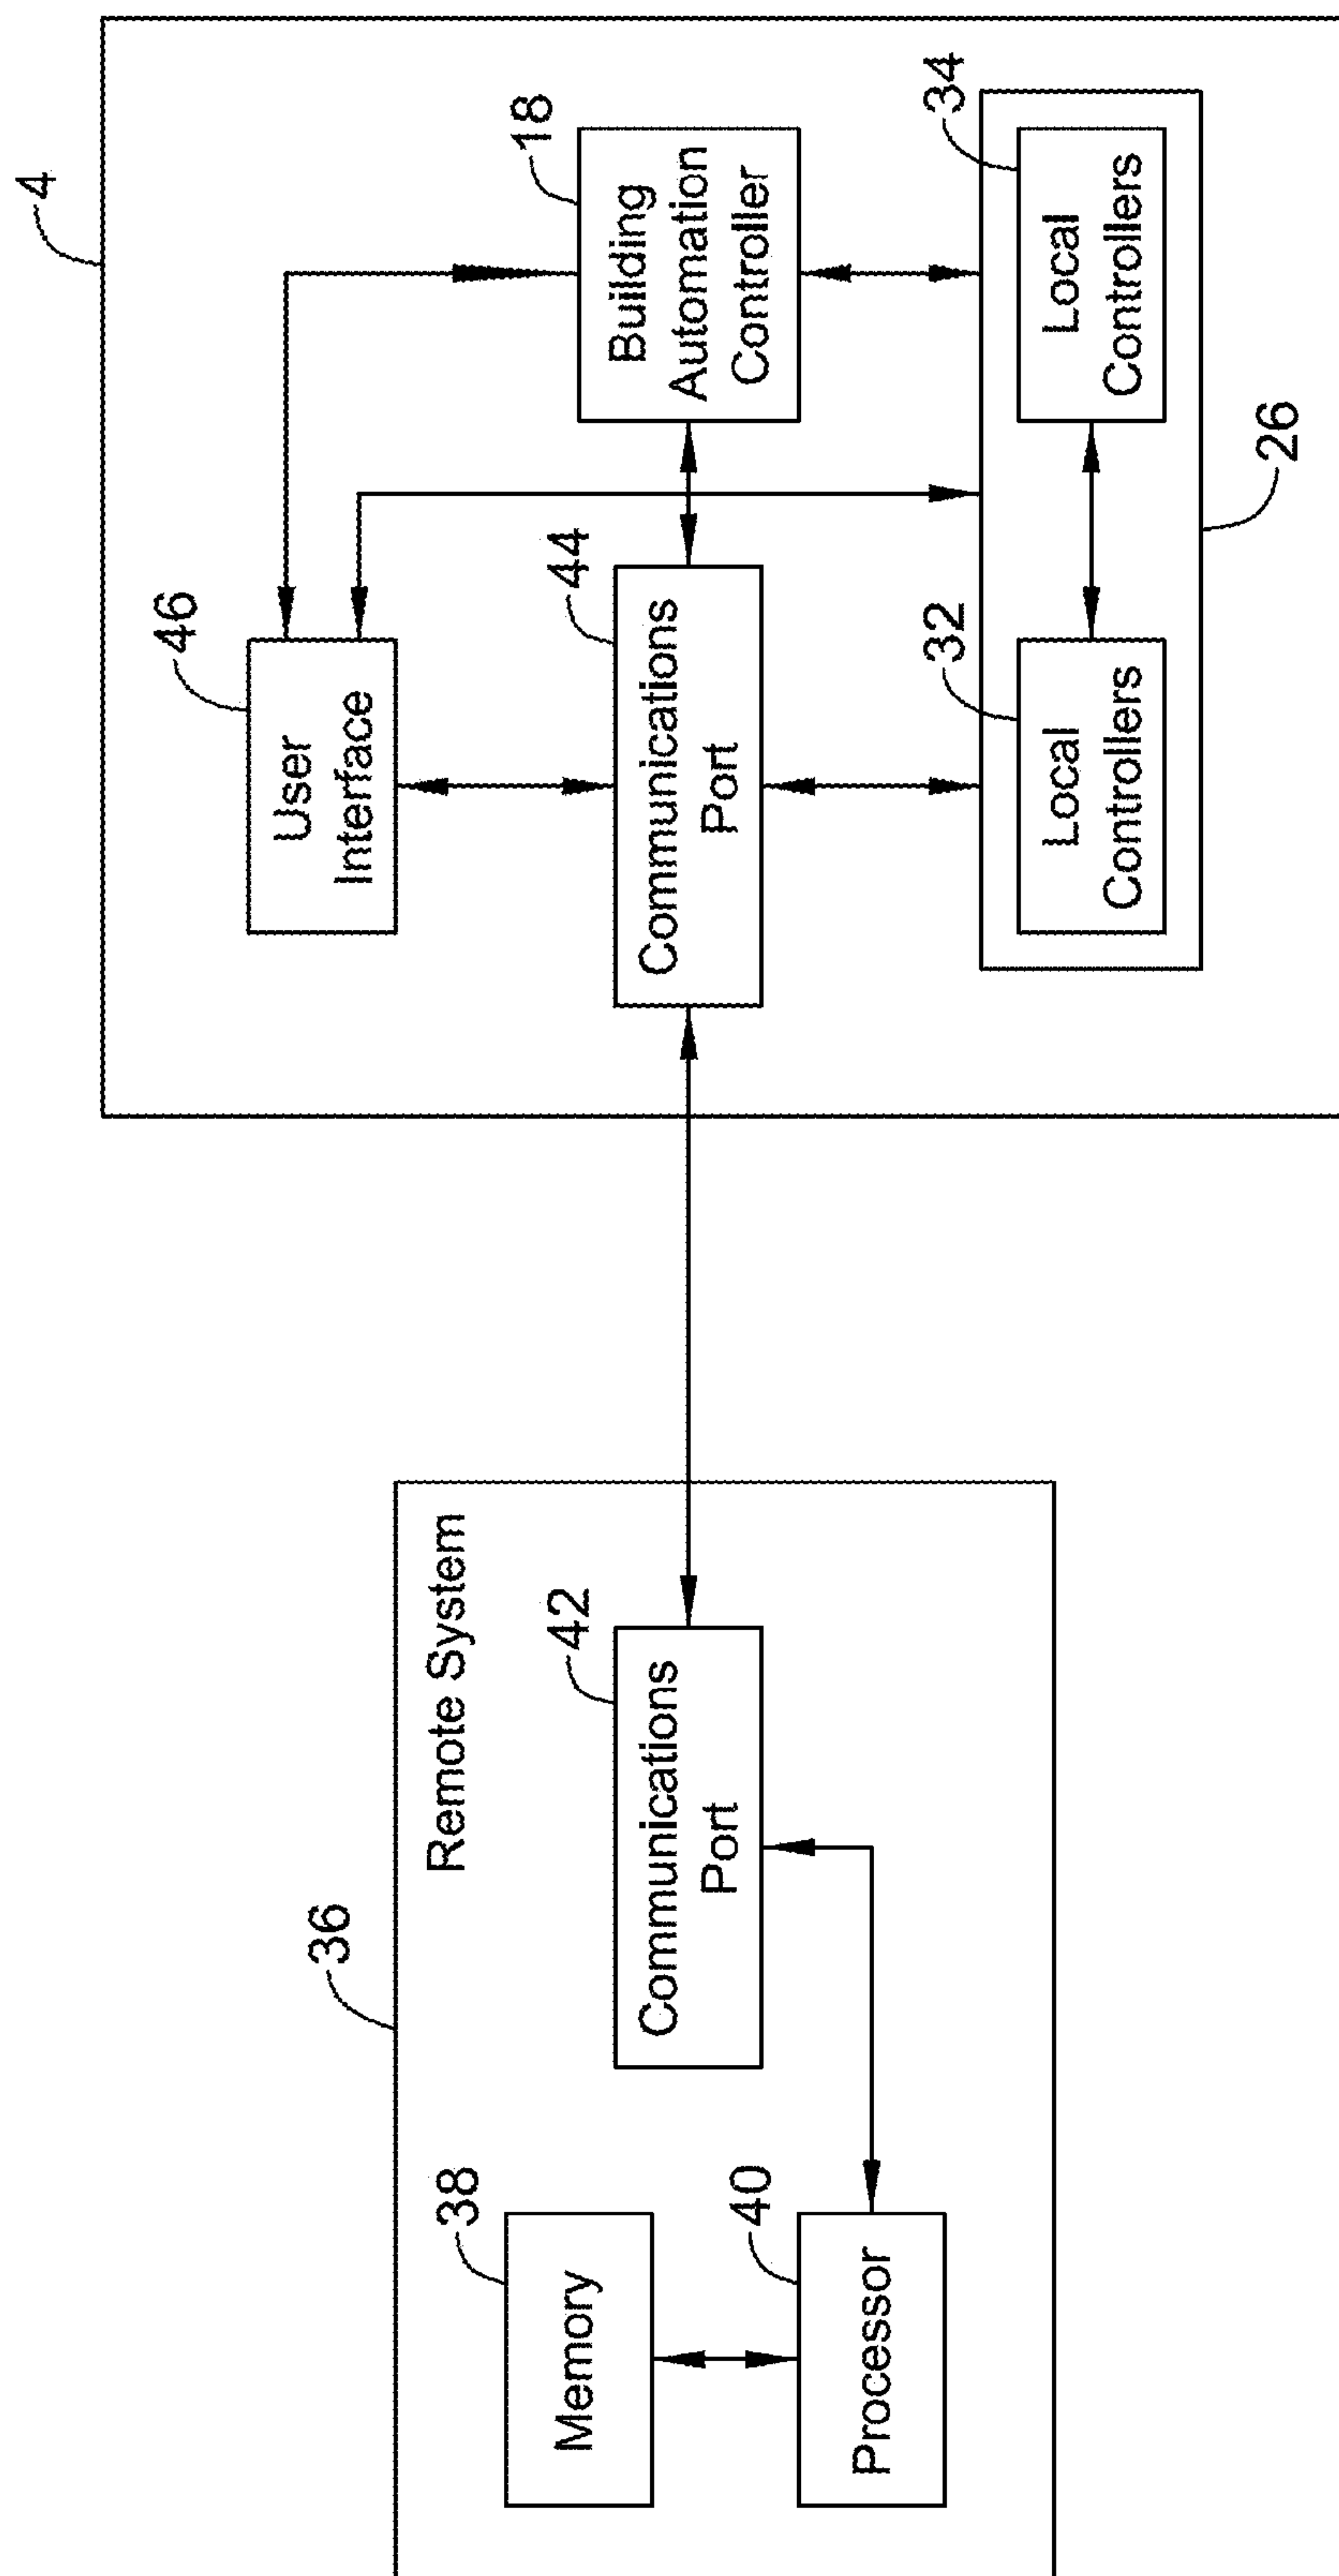 36
Remote System
38
Memory
40
Processor
42
Communications
Port
4
46
User
Interface
44
Communications
Port
18
Building
Automation
Controller
32
Local
Controllers
34
Local
Controllers
26